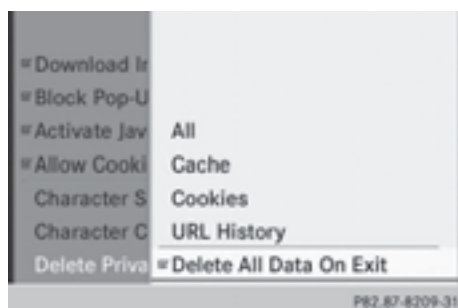 Download Ir
Block Pop-U
Activate Jav
Allow Cooki
Character S
Character C
Delete Priva
All
Cache
Cookies
URL History
Delete All Data On Exit
P82.87-8209-31